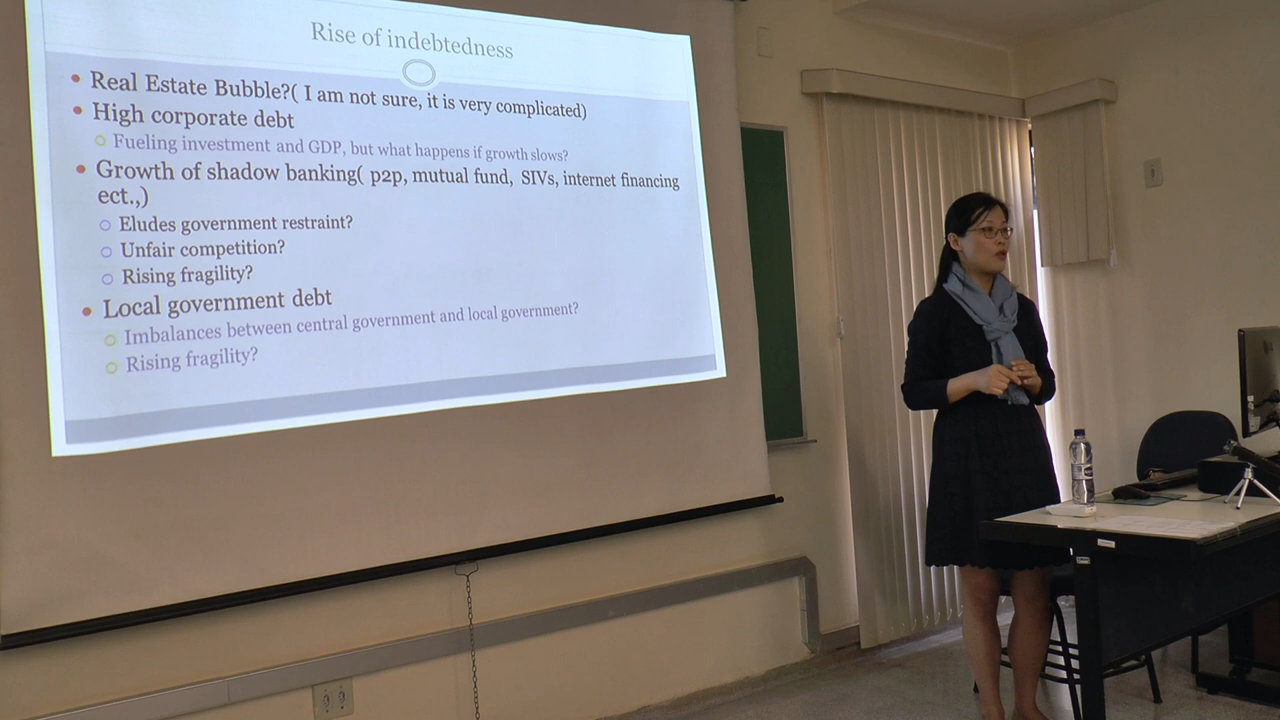 Rise of indebtedness
Real Estate Bubble?( I am not sure, it is very complicated)
High corporate debt
Fueling investment and GDP, but what happens if growth slows?
Growth of shadow banking( p2p, mutual fund, SIVs, internet financing
ect.,)
Eludes government restraint?
Unfair competition?
Rising fragility?
Local government debt
Imbalances between central government and local government?
Rising fragility?